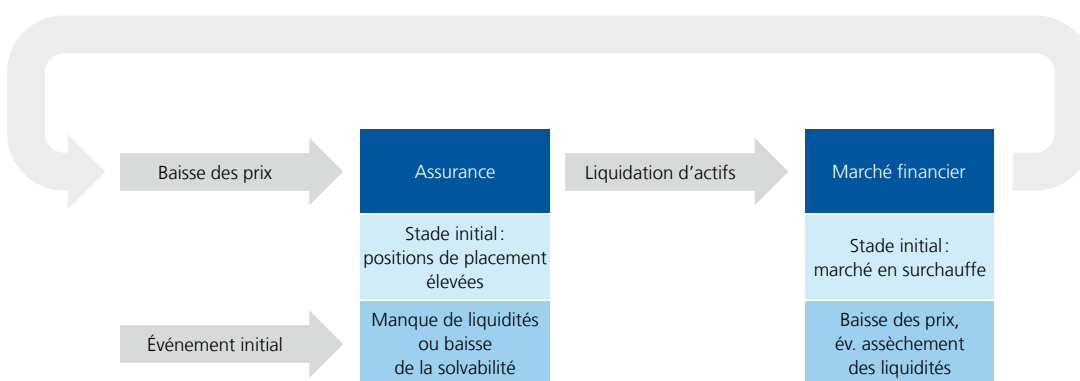 Baisse des prix
Assurance
Liquidation d'actifs
Marché financier
Stade initial :
positions de placement
élevées
Stade initial :
marché en surchauffe
Événement initial
Manque de liquidités
ou baisse
de la solvabilité
Baisse des prix,
év. assèchement
des liquidités